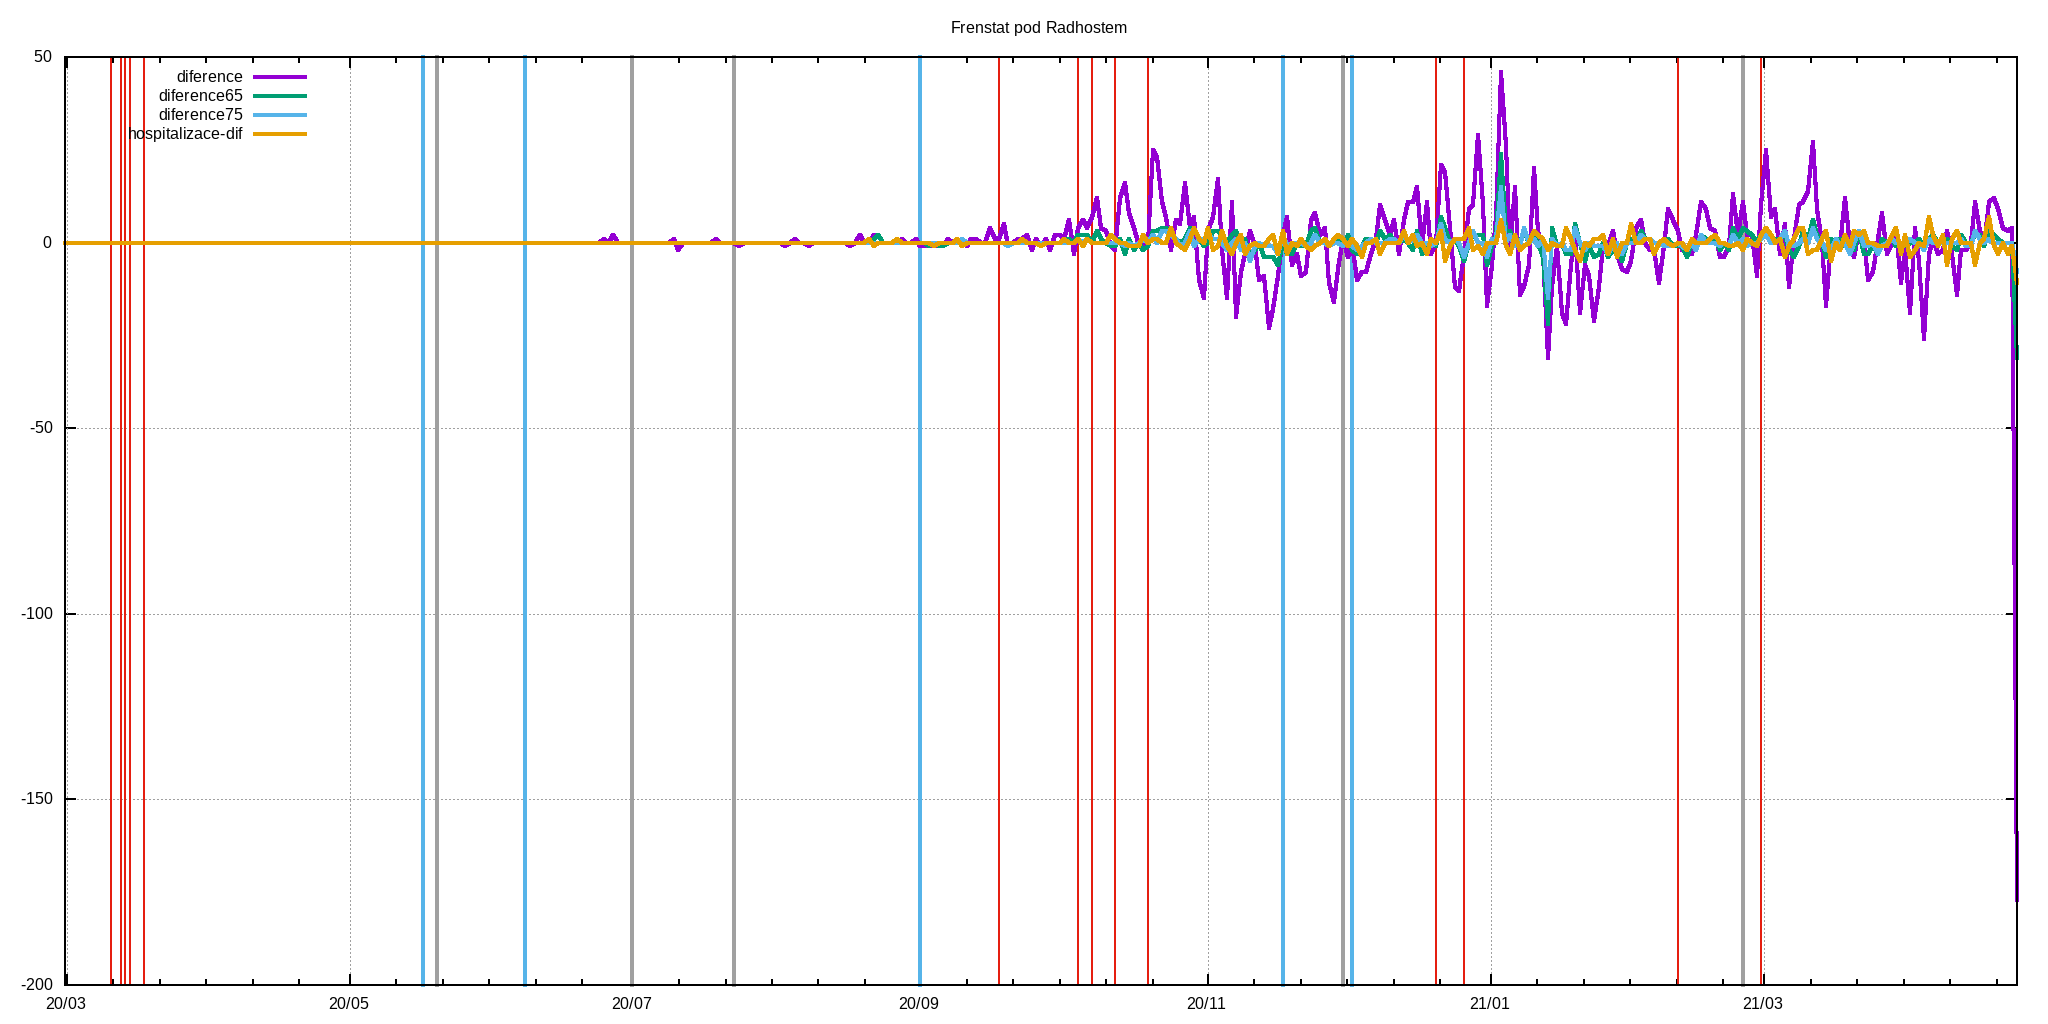 Frenstat pod Radhostem
50
0
-50
-100
-150
-200
diference
diference65
diference75
hospitalizace-dif
20/03
20/05
20/07
20/09
20/11
21/01
21/03